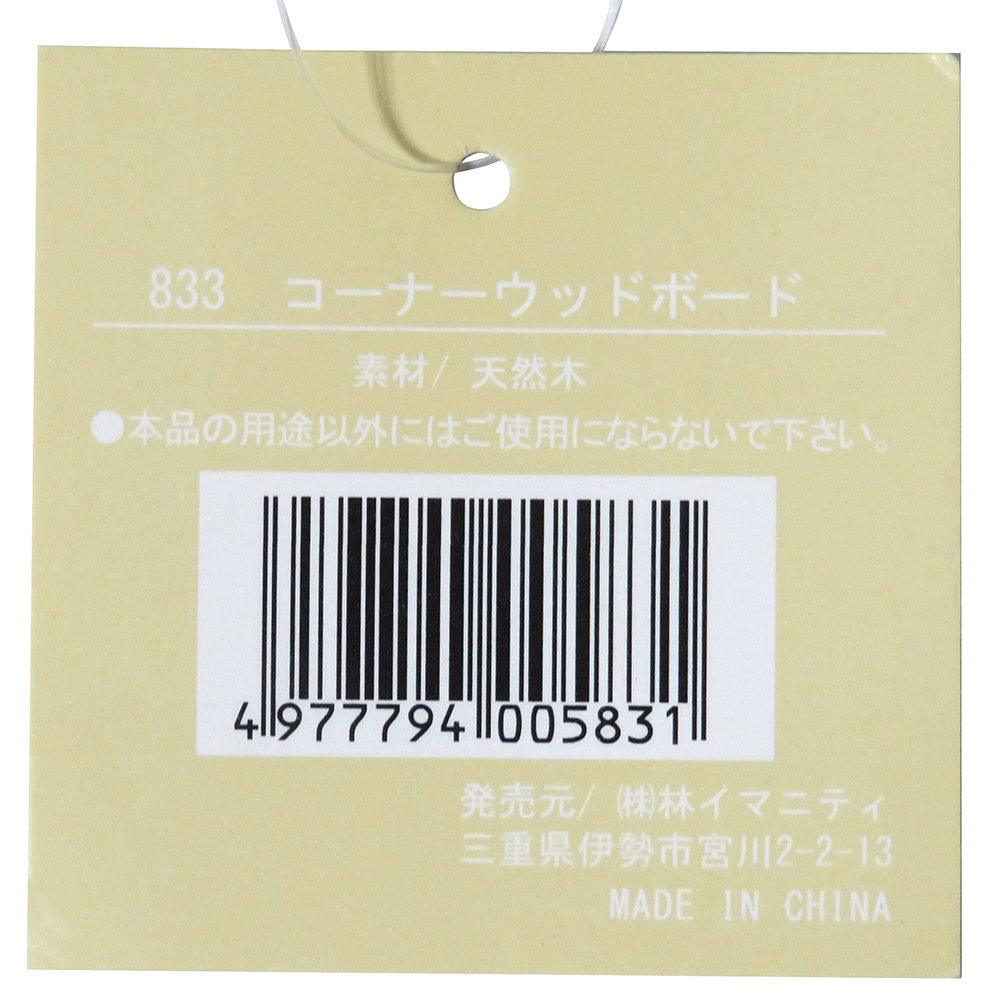 833 コーナーウッドボード
素材/ 天然木
●本品の用途以外にはご使用にならないで下さい。
4 977794 005831
発売元/ ㈱林イマニティ
三重県伊勢市宮川2-2-13
MADE IN CHINA